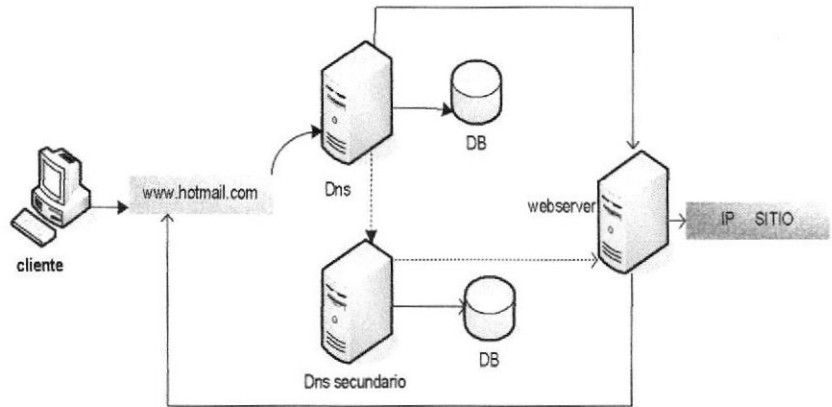 cliente
www.hotmail.com
Dns
DB
Dns secundario
DB
webserver
IP SITIO